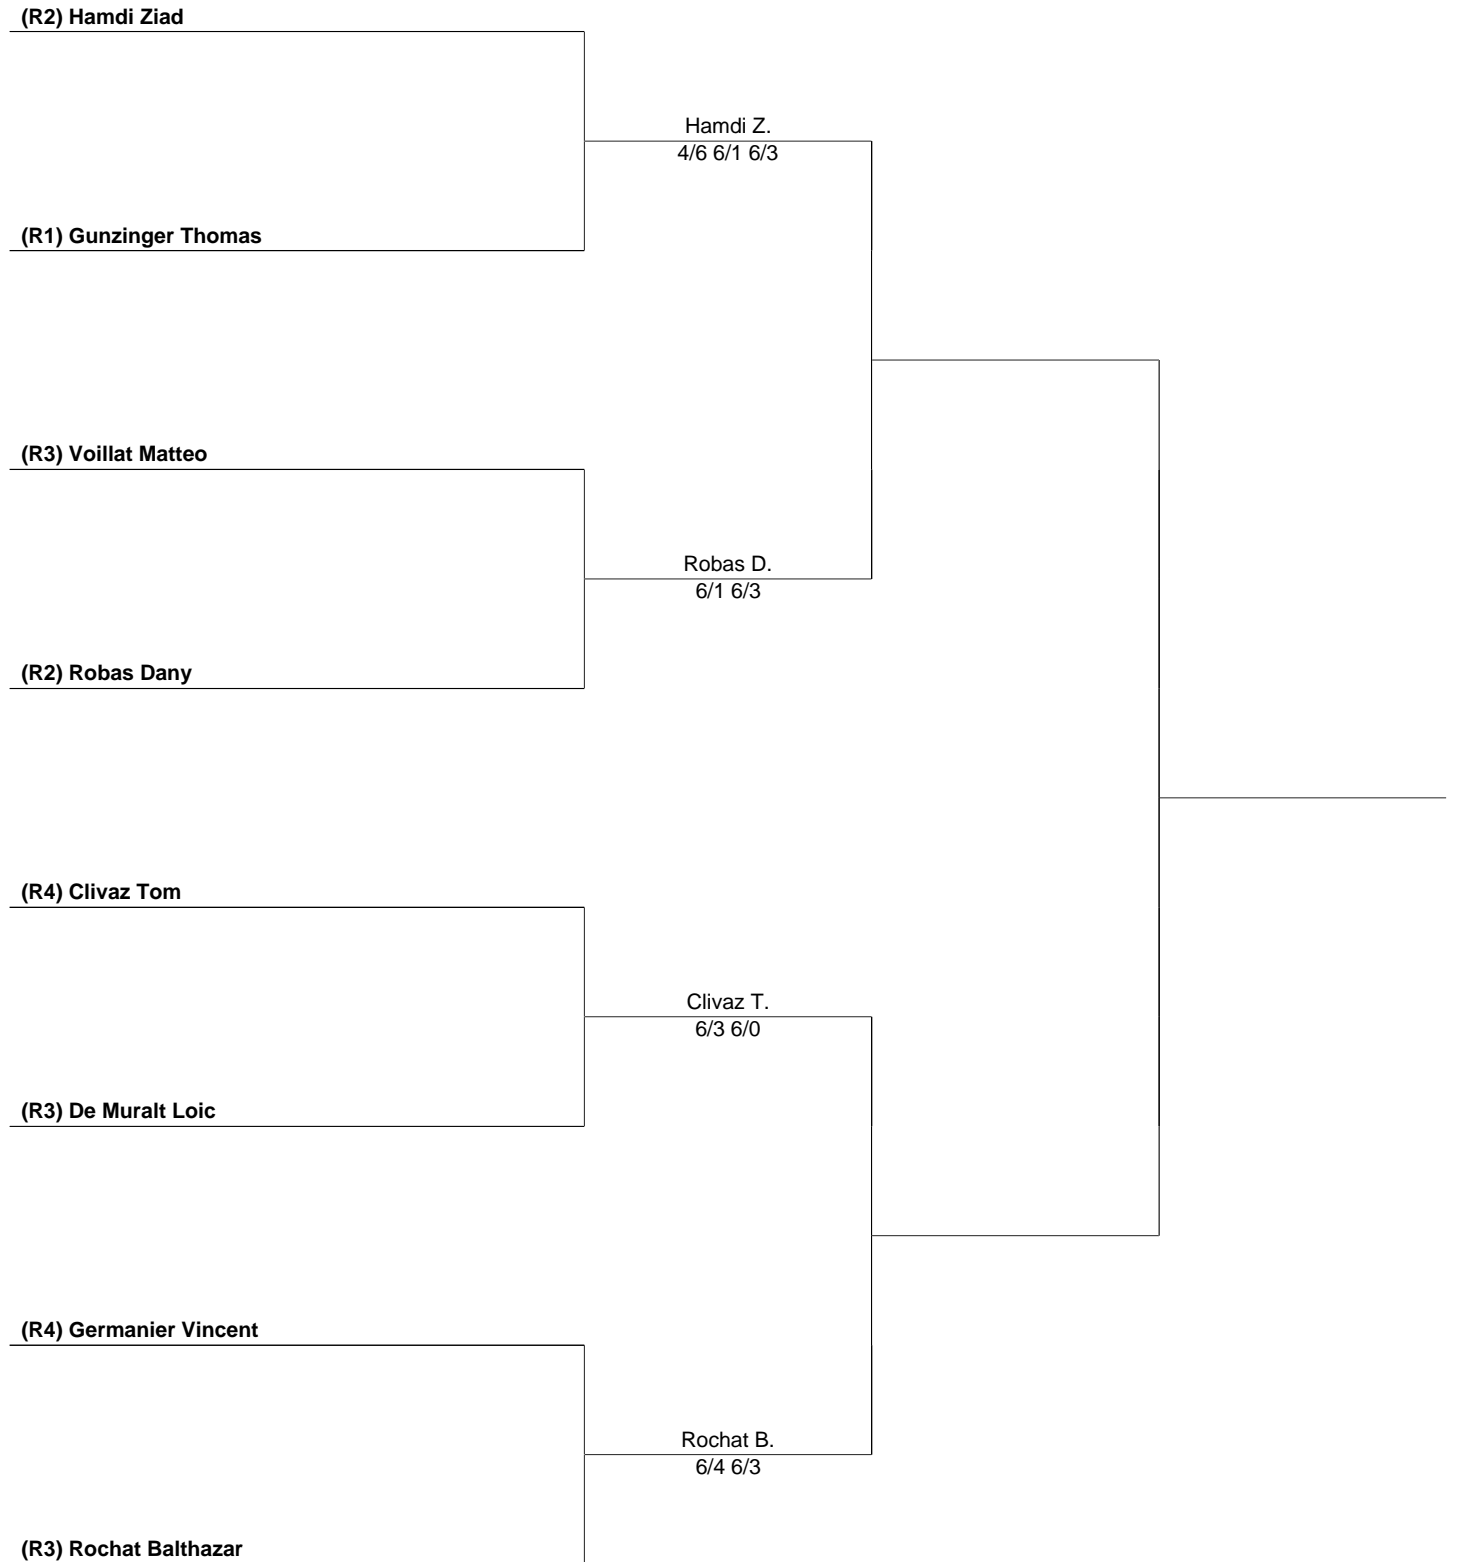 (R2) Hamdi Ziad
Hamdi Z.
4/6 6/1 6/3
(R1) Gunzinger Thomas
(R3) Voillat Matteo
Robas D.
6/1 6/3
(R2) Robas Dany
(R4) Clivaz Tom
Clivaz T.
6/3 6/0
(R3) De Muralt Loic
(R4) Germanier Vincent
Rochat B.
6/4 6/3
(R3) Rochat Balthazar